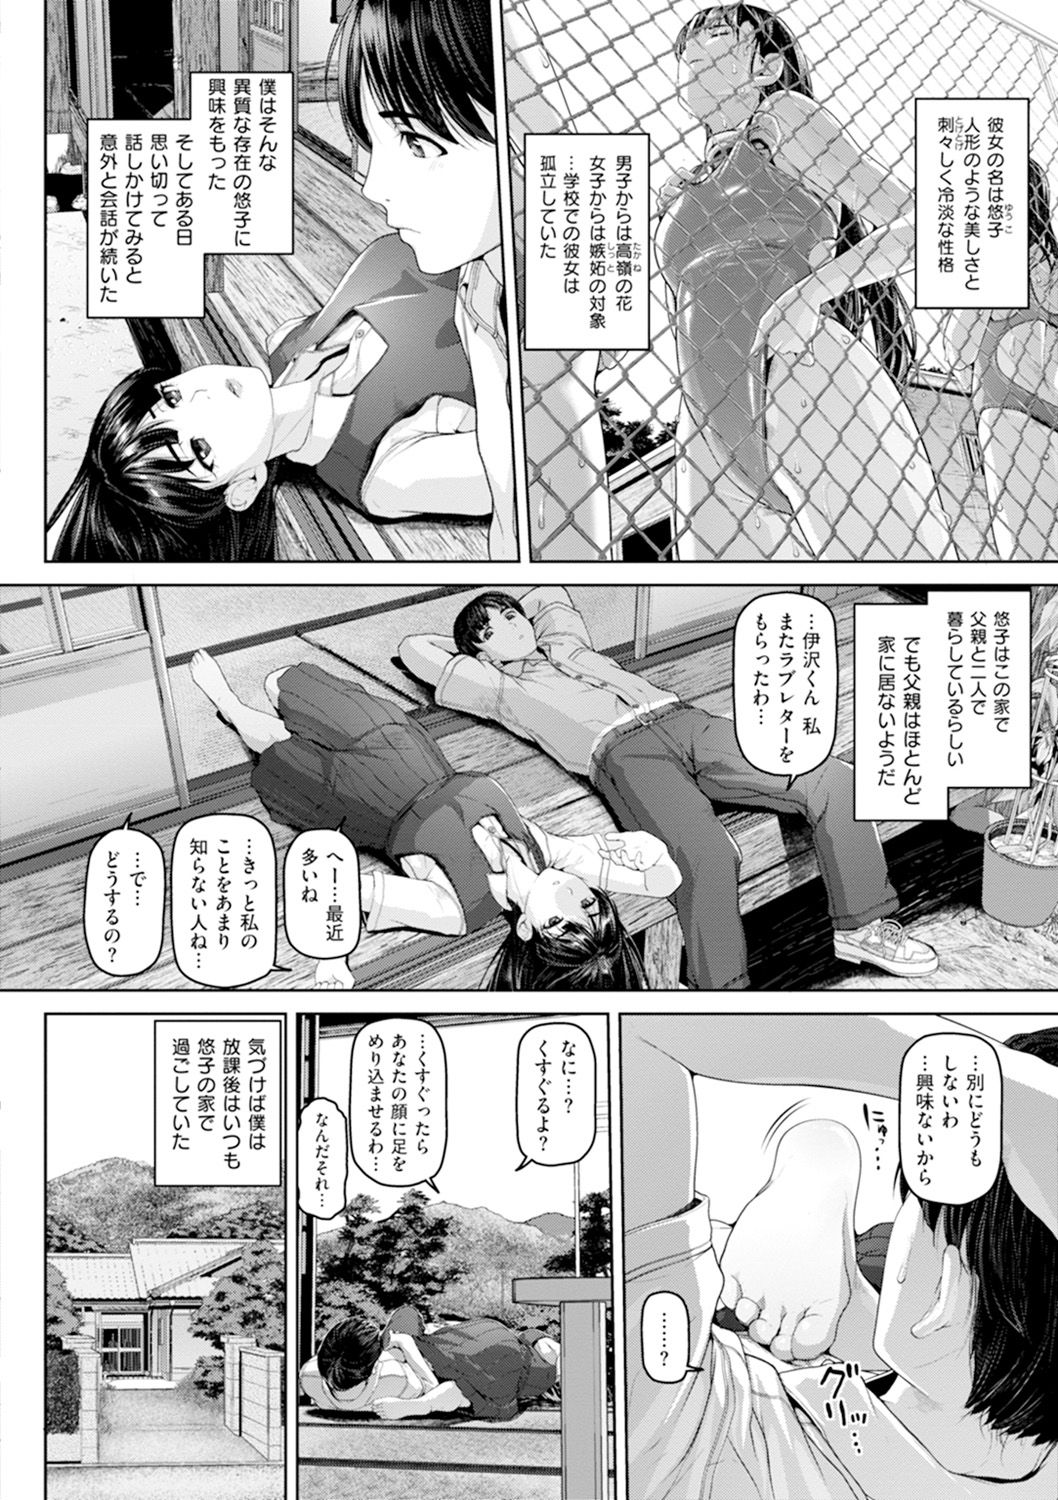 彼女の名は悠子
ゆうこ
人形のような美しさと
刺々しく冷淡な性格
とげとげ
男子からは高嶺の花
たかね
女子からは嫉妬の対象
しっと
…学校での彼女は
孤立していた
僕はそんな
異質な存在の悠子に
興味をもった
そしてある日
思い切って
話しかけてみると
意外と会話が続いた
悠子はこの家で
父親と二人で
暮らしているらしい
でも父親はほとんど
家に居ないようだ
…伊沢くん 私
またラブレターを
もらったわ…
へー…最近
多いね
…きっと私の
ことをあまり
知らない人ね…
…で…
どうするの？
…別にどうも
しないわ
…興味ないから
にゅっ…
……？
グリッ…
なに…？
くすぐるよ？
…くすぐったら
あなたの顔に足を
めり込ませるわ…
なんだそれ…
気づけば僕は
放課後はいつも
悠子の家で
過ごしていた